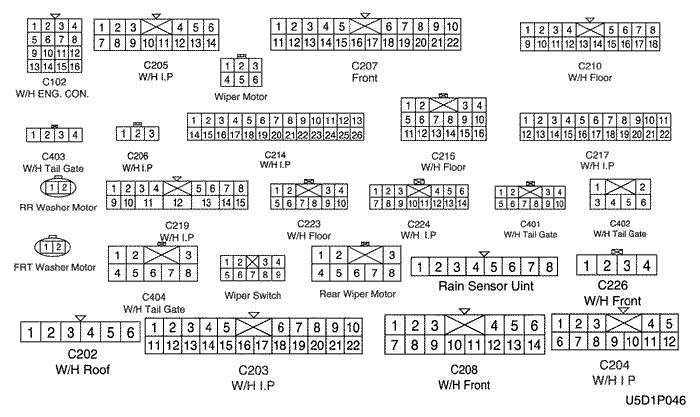 1 2 3 4
5 6 7 8
9 10 11 12
13 14 15 16
C102
W/H ENG. CON.
1 2 3 4 5 6
7 8 9 10 11 12 13 14
C205
W/H I.P
1 2 3
4 5 6
Wiper Motor
1 2 3 4 5 6 7 8 9 10
11 12 13 14 15 16 17 18 19 20 21 22
C207
Front
1 2 3 4 5 6 7 8
9 10 11 12 13 14 15 16 17 18
C210
W/H Floor
1 2 3 4
C403
W/H Tail Gate
1 2 3
C206
W/H I.P
1 2 3 4 5 6 7 8 9 10 11 12 13
14 15 16 17 18 19 20 21 22 23 24 25 26
C214
W/H I.P
1 2 3 4
5 6 7 8 9 10
11 12 13 14 15 16
C215
W/H Floor
1 2 3 4 5 6 7 8 9 10 11
12 13 14 15 16 17 18 19 20 21 22
C217
W/H I.P
1 2
RR Washer Motor
1 2 3 4 5 6 7 8
9 10 11 12 13 14 15
C219
W/H I.P
1 2 3 4
5 6 7 8 9 10
C223
W/H Floor
1 2 3 4 5 6
7 8 9 10 11 12 13 14
C224
W/H I.P
1 2 3 4
5 6 7 8 9 10
C401
W/H Tail Gate
1 2
3 4 5 6
C402
W/H Tail Gate
1 2
FRT Washer Motor
1 2 3
4 5 6 7 8
C404
W/H Tail Gate
1 2 3 4
5 6 7 8 9 10
Wiper Switch
1 2 3
4 5 6 7 8
Rear Wiper Motor
1 2 3 4 5 6 7 8
Rain Sensor Uint
1 2 3 4
C226
W/H Front
1 2 3 4 5 6
C202
W/H Roof
1 2 3 4 5 6 7 8 9 10
11 12 13 14 15 16 17 18 19 20 21 22
C203
W/H I.P
1 2 3 4 5 6
7 8 9 10 11 12 13 14
C208
W/H Front
1 2 3 4 5
6 7 8 9 10 11 12
C204
W/H I.P
U5D1P046